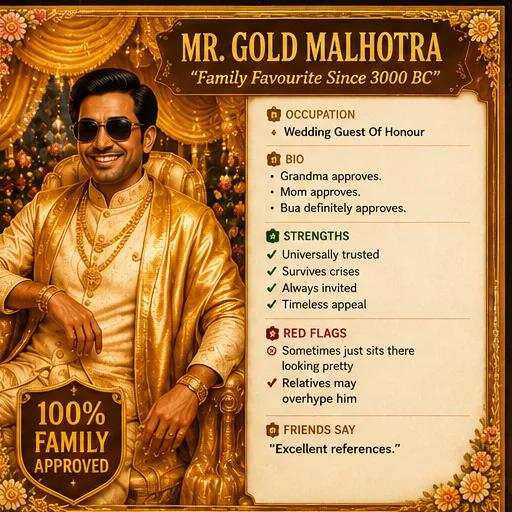 MR. GOLD MALHOTRA
"Family Favourite Since 3000 BC"
OCCUPATION
Wedding Guest Of Honour
BIO
• Grandma approves.
• Mom approves.
• Bua definitely approves.
STRENGTHS
✓ Universally trusted
✓ Survives crises
✓ Always invited
✓ Timeless appeal
RED FLAGS
Sometimes just sits there
looking pretty
✓ Relatives may
overhype him
FRIENDS SAY
"Excellent references."
100%
FAMILY
APPROVED